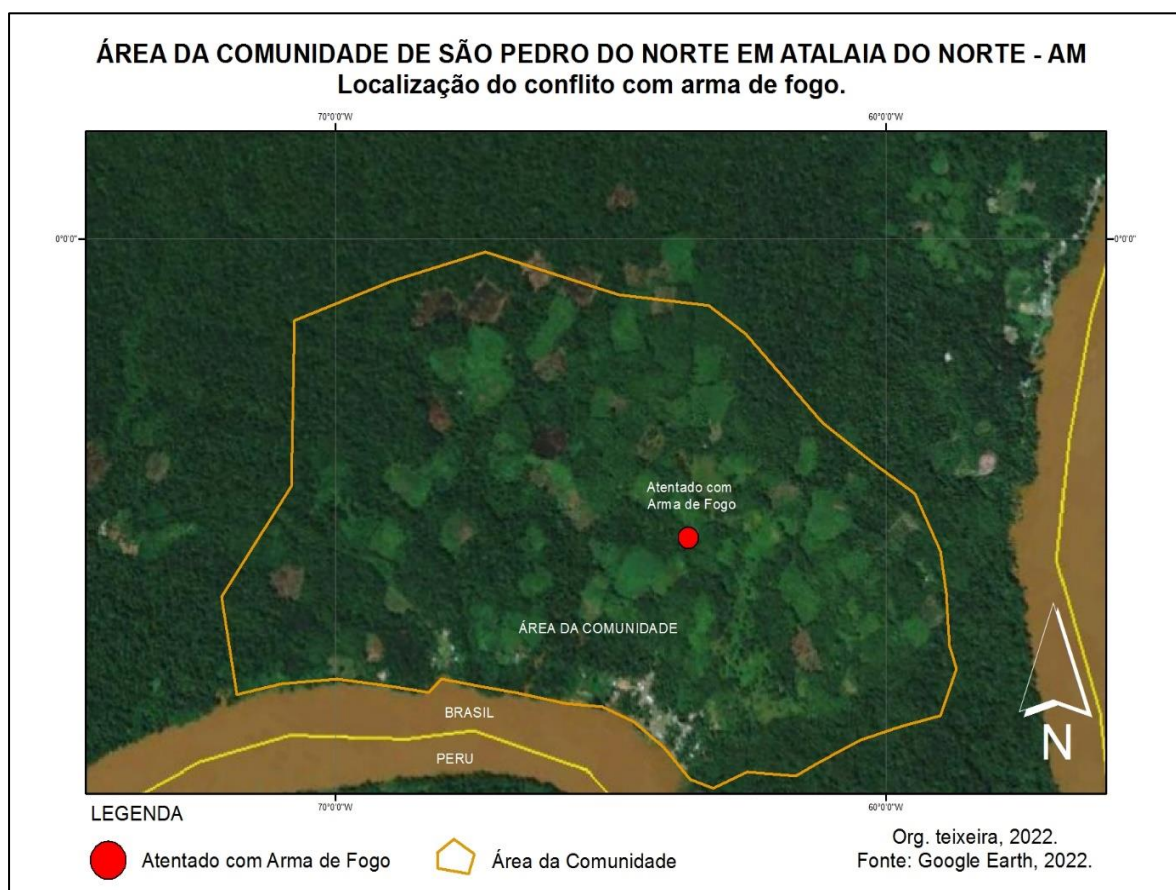 ÁREA DA COMUNIDADE DE SÃO PEDRO DO NORTE EM ATALAIA DO NORTE - AM
Localização do conflito com arma de fogo.
70°0'0"W
60°0'0"W
0°0'0"
0°0'0"
Atentado com
Arma de Fogo
ÁREA DA COMUNIDADE
BRASIL
PERU
N
70°0'0"W
60°0'0"W
LEGENDA
Atentado com Arma de Fogo
Área da Comunidade
Org. teixeira, 2022.
Fonte: Google Earth, 2022.